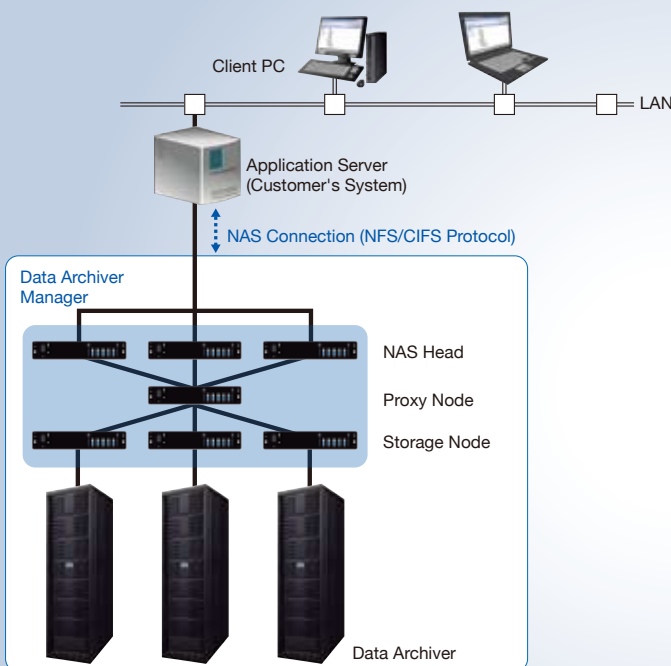 Client PC
LAN
Application Server
(Customer's System)
NAS Connection (NFS/CIFS Protocol)
Data Archiver
Manager
NAS Head
Proxy Node
Storage Node
Data Archiver